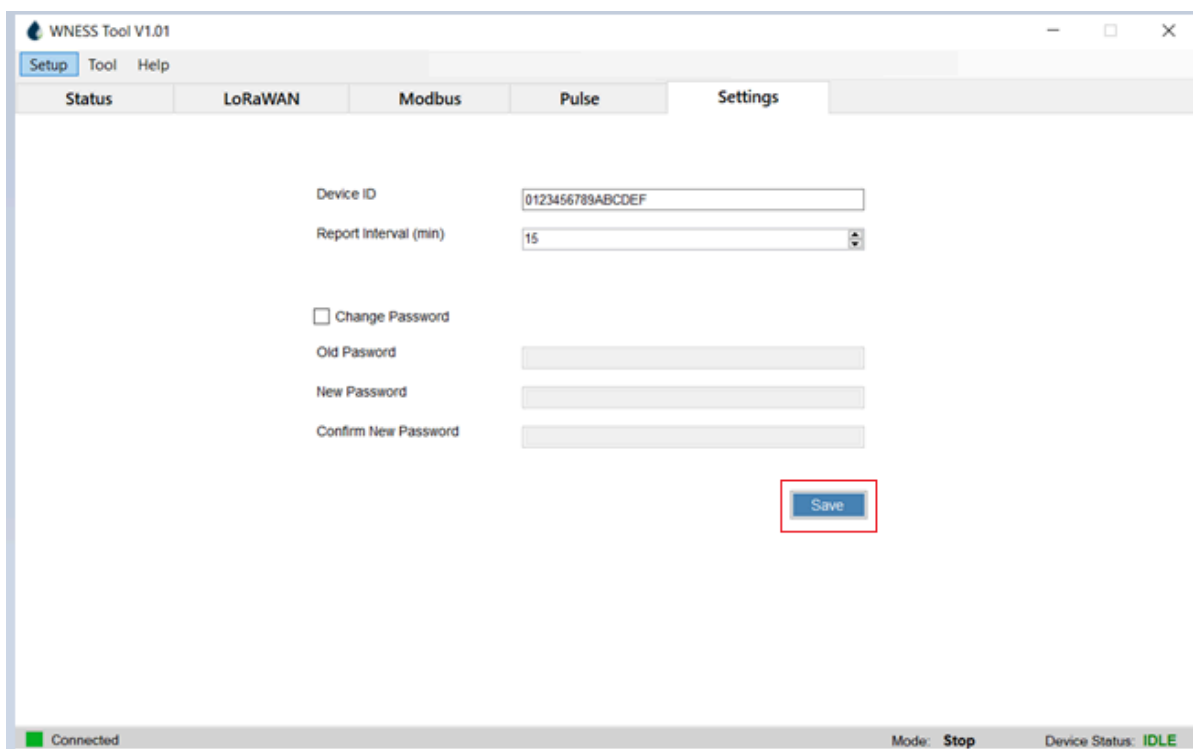 WNESS Tool V1.01
Setup Tool Help
Status LoRaWAN Modbus Pulse Settings
Device ID 0123456789ABCDEF
Report Interval (min) 15
Change Password
Old Pasword
New Password
Confirm New Password
Save
Connected Mode: Stop Device Status: IDLE